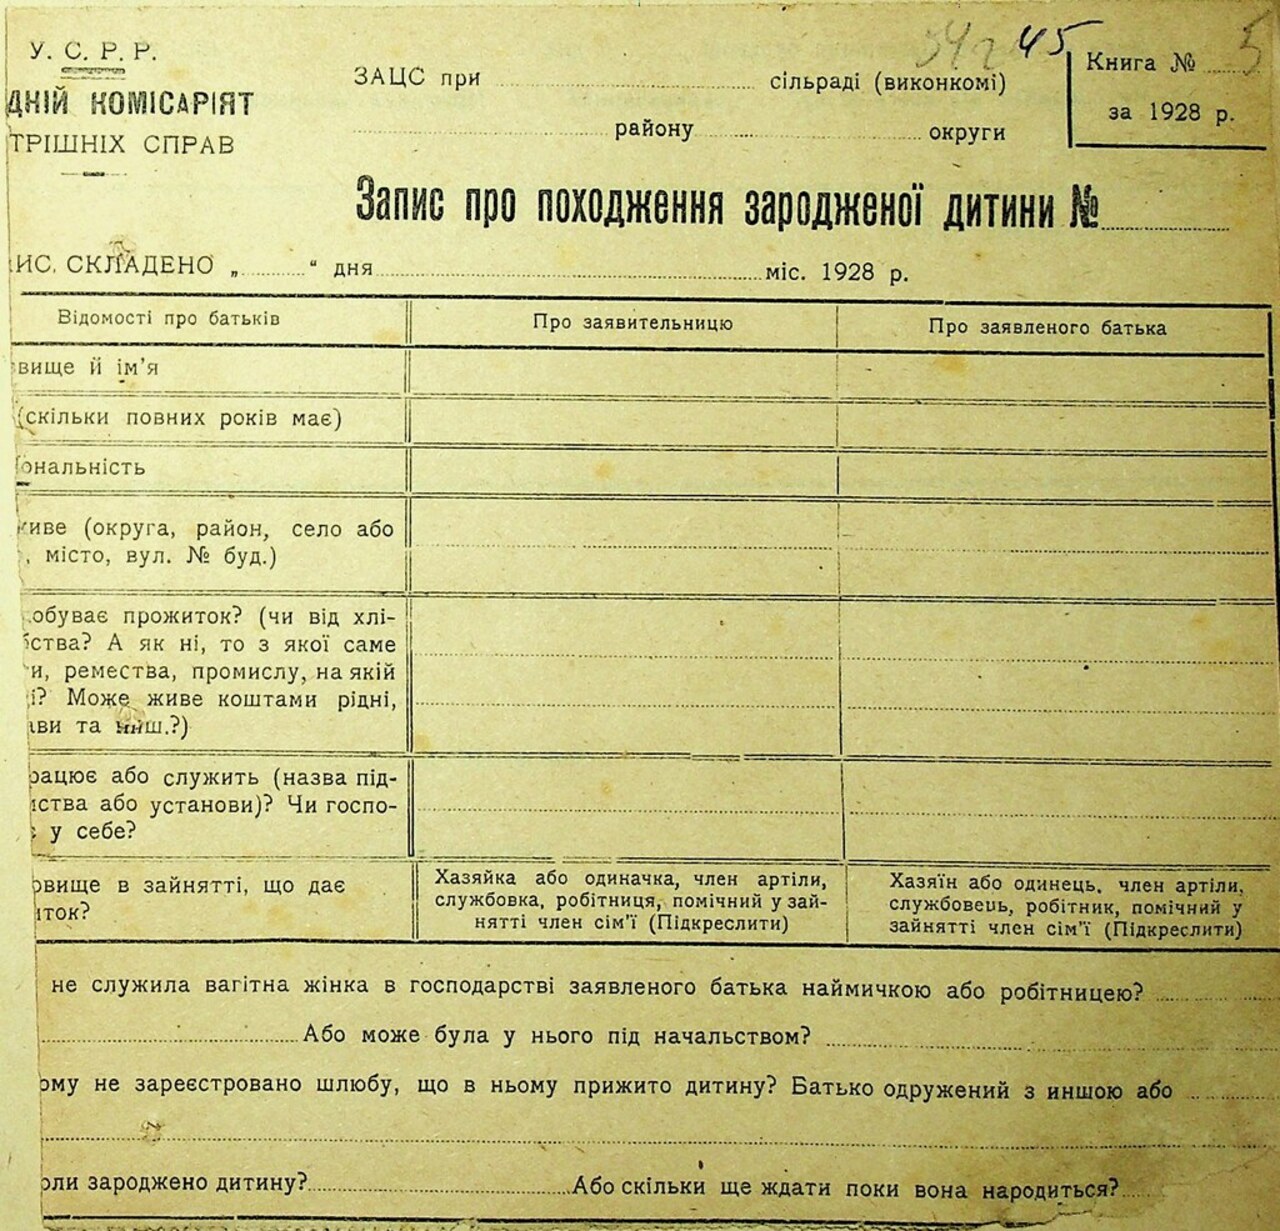 У. С. Р. Р.
ДНІЙ КОМІСАРІЯТ
ТРІШНІХ СПРАВ
ЗАЦС при ........ сільраді (виконкомі)
........ району ........ округи
45
Книга № 5
за 1928 р.
Запис про походження зародженої дитини №
ИС. СКЛАДЕНО „........“ дня ........ міс. 1928 р.
Відомості про батьків
Про заявительницю
Про заявленого батька
вище й ім’я
(скільки повних років має)
ональність
живе (округа, район, село або
, місто, вул. № буд.)
обуває прожиток? (чи від хлі-
ства? А як ні, то з якої саме
и, ремества, промислу, на якій
і? Може живе коштами рідні,
ви та инш.?)
рацює або служить (назва під-
ства або установи)? Чи госпо-
є у себе?
овище в зайнятті, що дає
иток?
Хазяйка або одиначка, член артіли,
службовка, робітниця, помічний у зай-
нятті член сім’ї (Підкреслити)
Хазяїн або одинець, член артіли,
службовець, робітник, помічний у
зайнятті член сім’ї (Підкреслити)
не служила вагітна жінка в господарстві заявленого батька наймичкою або робітницею?
Або може була у нього під начальством?
ому не зареєстровано шлюбу, що в ньому прижито дитину? Батько одружений з иншою або
оли зароджено дитину? ........ Або скільки ще ждати поки вона народиться?